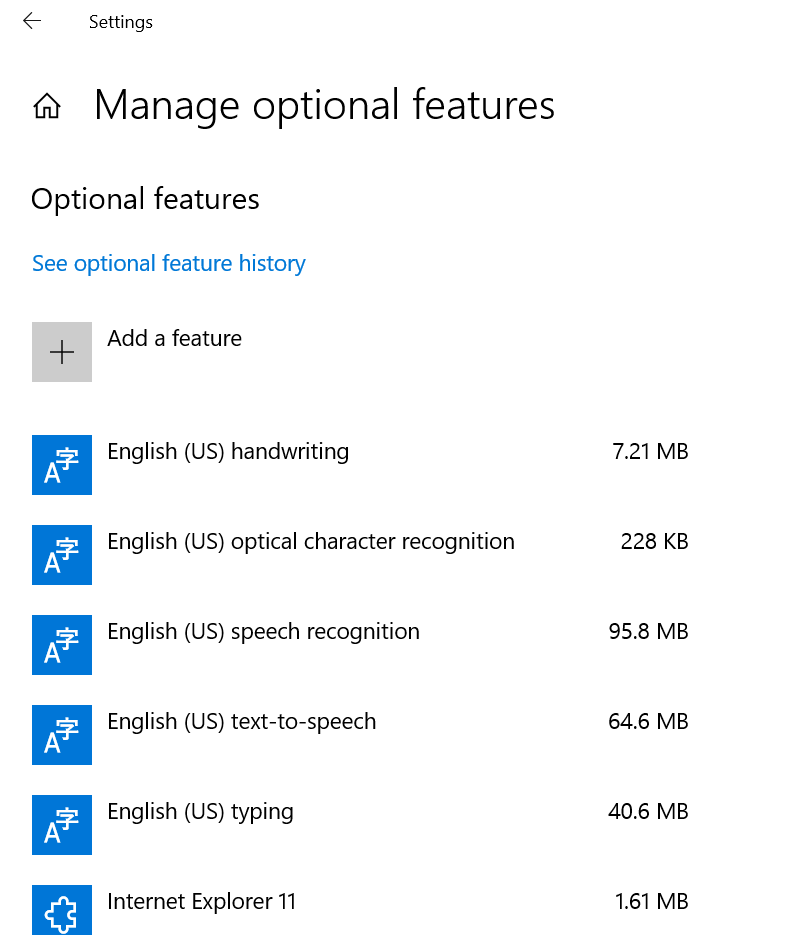 Settings
Manage optional features
Optional features
See optional feature history
Add a feature
English (US) handwriting 7.21 MB
English (US) optical character recognition 228 KB
English (US) speech recognition 95.8 MB
English (US) text-to-speech 64.6 MB
English (US) typing 40.6 MB
Internet Explorer 11 1.61 MB